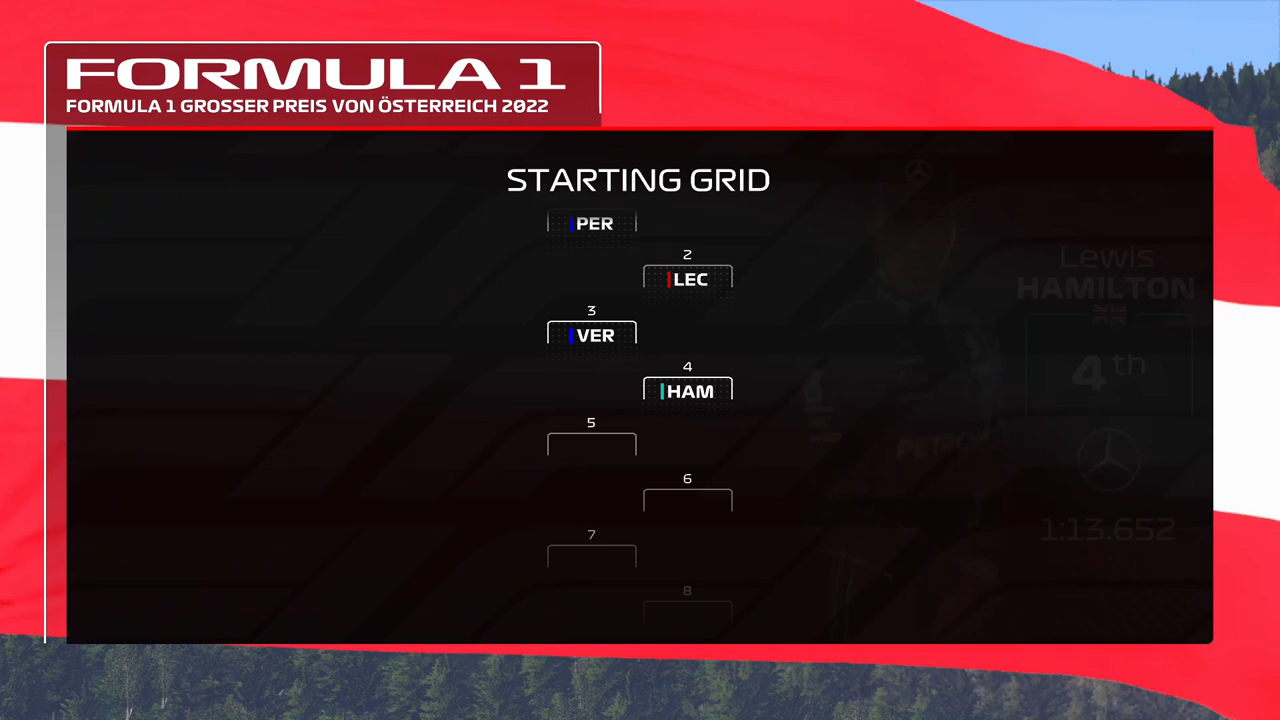 FORMULA 1
FORMULA 1 GROSSER PREIS VON ÖSTERREICH 2022
STARTING GRID
PER
2
LEC
3
VER
4
HAM
5
6
7
8
Lewis
HAMILTON
4th
1:13.652